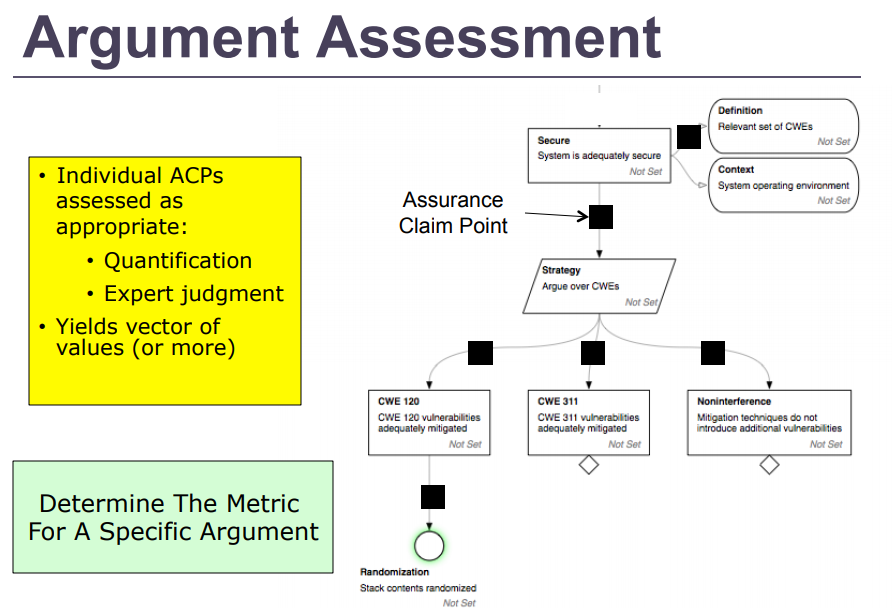 Argument Assessment
• Individual ACPs
assessed as
appropriate:
• Quantification
• Expert judgment
• Yields vector of
values (or more)
Determine The Metric
For A Specific Argument
Assurance
Claim Point
Secure
System is adequately secure
Not Set
Definition
Relevant set of CWEs
Not Set
Context
System operating environment
Not Set
Strategy
Argue over CWEs
Not Set
CWE 120
CWE 120 vulnerabilities
adequately mitigated
Not Set
CWE 311
CWE 311 vulnerabilities
adequately mitigated
Not Set
Noninterference
Mitigation techniques do not
introduce additional vulnerabilities
Not Set
Randomization
Stack contents randomized
Not Set